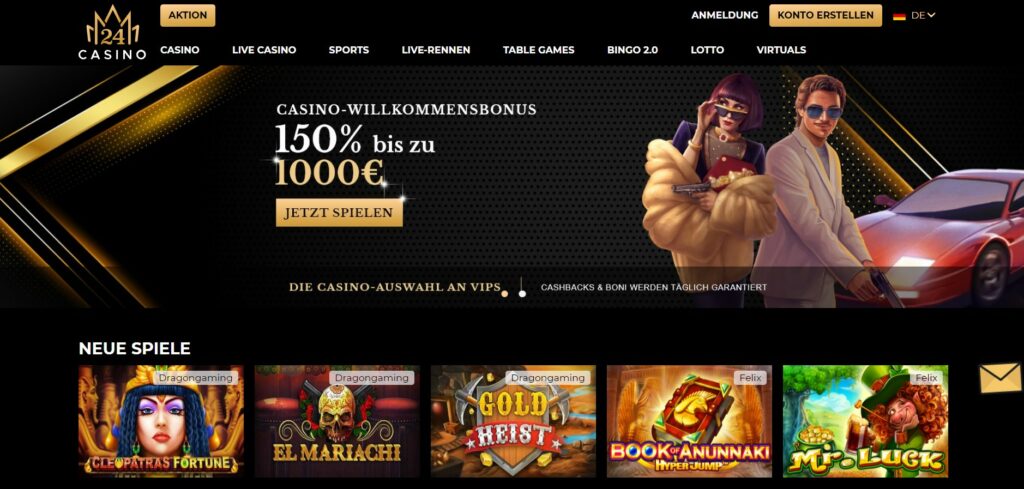 24
CASINO
AKTION
ANMELDUNG
KONTO ERSTELLEN
DE
CASINO
LIVE CASINO
SPORTS
LIVE-RENNEN
TABLE GAMES
BINGO 2.0
LOTTO
VIRTUALS
CASINO-WILLKOMMENSBONUS
150% bis zu
1000€
JETZT SPIELEN
DIE CASINO-AUSWAHL AN VIPS
CASHBACKS & BONI WERDEN TÄGLICH GARANTIERT
NEUE SPIELE
Dragongaming
CLEOPATRAS FORTUNE
Dragongaming
EL MARIACHI
Dragongaming
GOLD
HEIST
Felix
BOOK OF ANUNNAKI
HYPER JUMP™
Felix
Mr. Luck